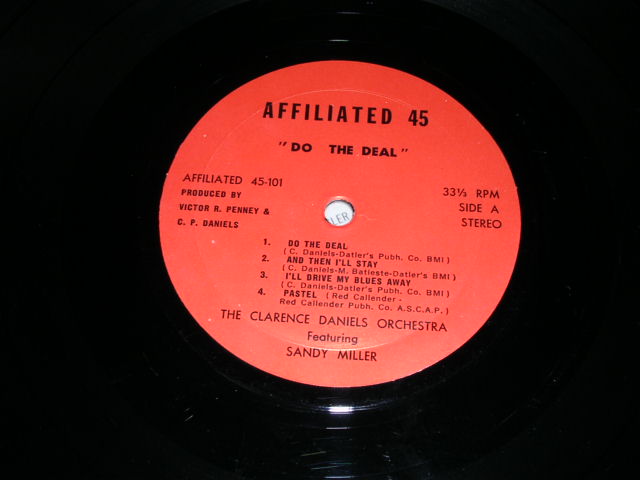 AFFILIATED 45
"DO THE DEAL"
AFFILIATED 45-101
PRODUCED BY
VICTOR R. PENNEY &
C. P. DANIELS
33⅓ RPM
SIDE A
STEREO
LER
1. DO THE DEAL
( C. Daniels-Datler's Pubh. Co. BMI )
2. AND THEN I'LL STAY
( C. Daniels-M. Batieste-Datler's BMI )
3. I'LL DRIVE MY BLUES AWAY
( C. Daniels-Datler's Pubh. Co. BMI )
4. PASTEL ( Red Callender -
Red Callender Pubh. Co. A.S.C.A.P. )
THE CLARENCE DANIELS ORCHESTRA
Featuring
SANDY MILLER